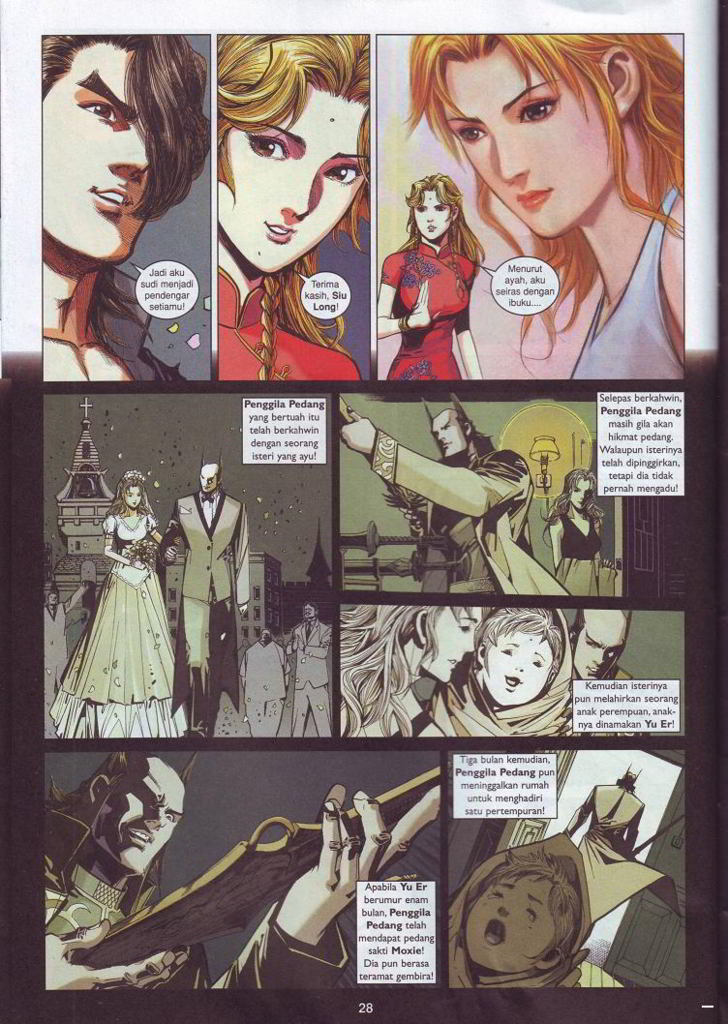 Jadi aku
sudi menjadi
pendengar
setiamu!
Terima
kasih, Siu
Long!
Menurut
ayah, aku
seiras dengan
ibuku....
Penggila Pedang
yang bertuah itu
telah berkahwin
dengan seorang
isteri yang ayu!
Selepas berkahwin,
Penggila Pedang
masih gila akan
hikmat pedang.
Walaupun isterinya
telah dipinggirkan,
tetapi dia tidak
pernah mengadu!
Kemudian isterinya
pun melahirkan seorang
anak perempuan, anak-
nya dinamakan Yu Er!
Apabila Yu Er
berumur enam
bulan, Penggila
Pedang telah
mendapat pedang
sakti Moxie!
Dia pun berasa
teramat gembira!
Tiga bulan kemudian,
Penggila Pedang pun
meninggalkan rumah
untuk menghadiri
satu pertempuran!
28